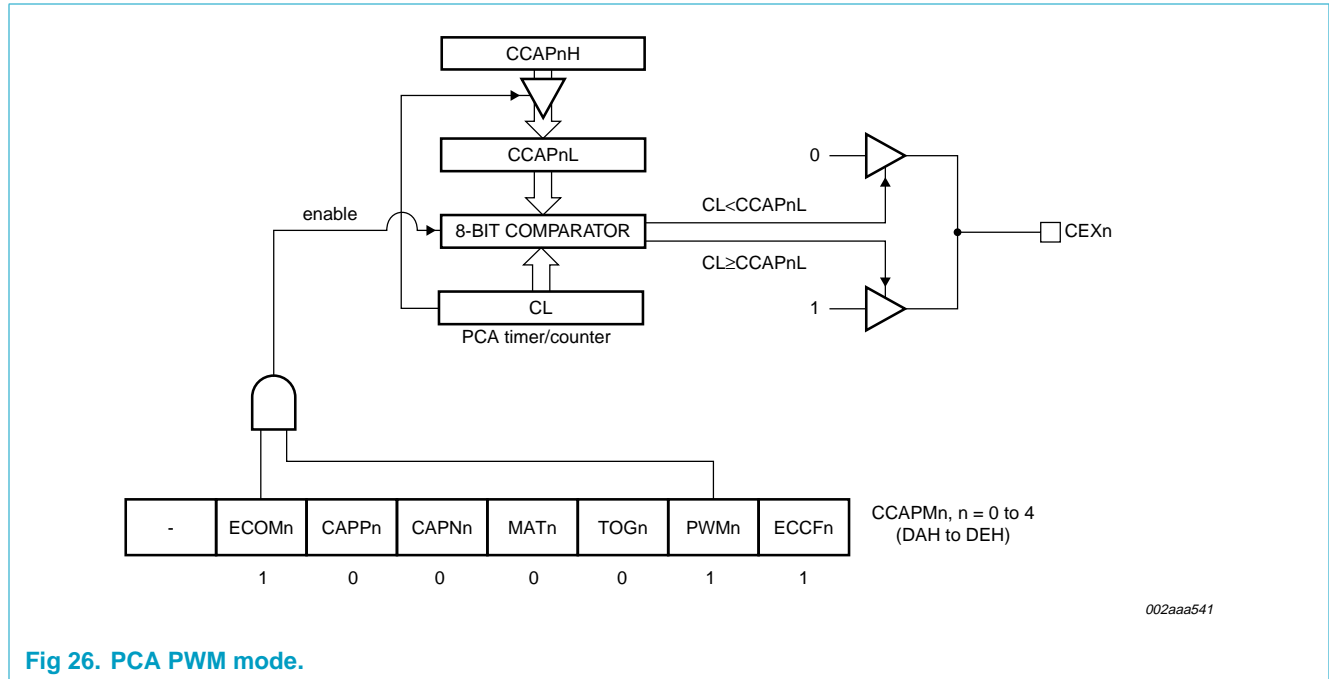 CCAPnH
CCAPnL
0
enable
CL<CCAPnL
8-BIT COMPARATOR
CEXn
CL≥CCAPnL
CL
1
PCA timer/counter
- ECOMn CAPPn CAPNn MATn TOGn PWMn ECCFn
CCAPMn, n = 0 to 4
(DAH to DEH)
1 0 0 0 0 1 1
002aaa541
Fig 26. PCA PWM mode.